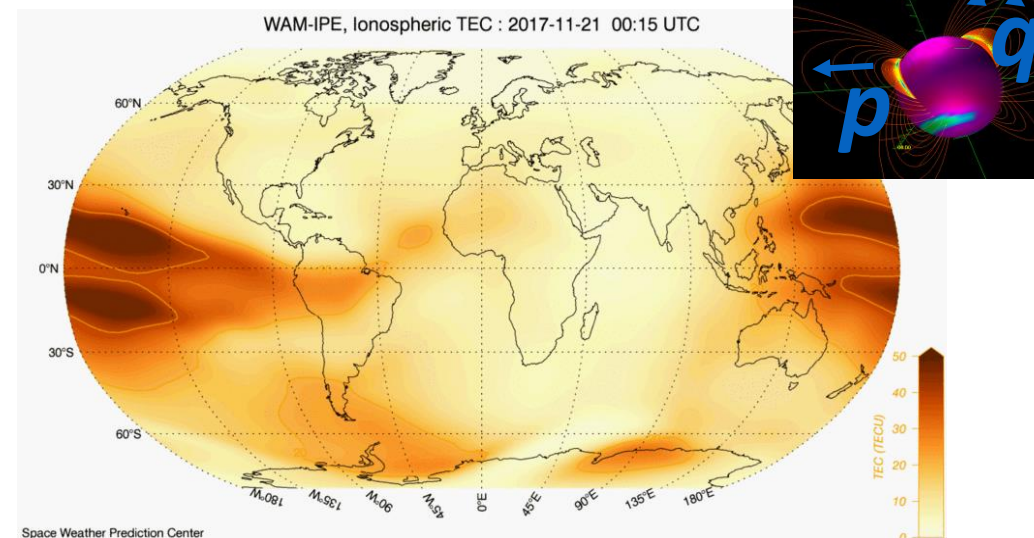 WAM-IPE, Ionospheric TEC : 2017-11-21 00:15 UTC
q
p
60°N
30°N
0°N
30°S
60°S
180°W
135°W
90°W
45°W
0°E
45°E
90°E
135°E
180°E
TEC (TECU)
50
40
30
20
10
0
Space Weather Prediction Center